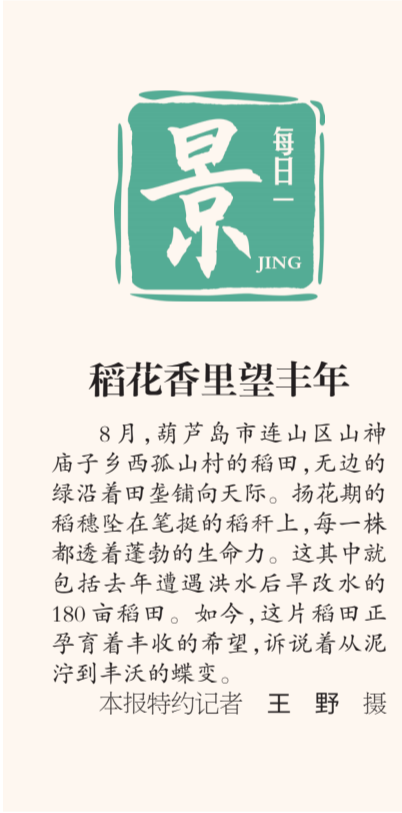 每日一
景
JING
稻花香里望丰年
8月,葫芦岛市连山区山神
庙子乡西孤山村的稻田,无边的
绿沿着田垄铺向天际。扬花期的
稻穗坠在笔挺的稻秆上,每一株
都透着蓬勃的生命力。这其中就
包括去年遭遇洪水后旱改水的
180亩稻田。如今,这片稻田正
孕育着丰收的希望,诉说着从泥
泞到丰沃的蝶变。
本报特约记者 王 野 摄